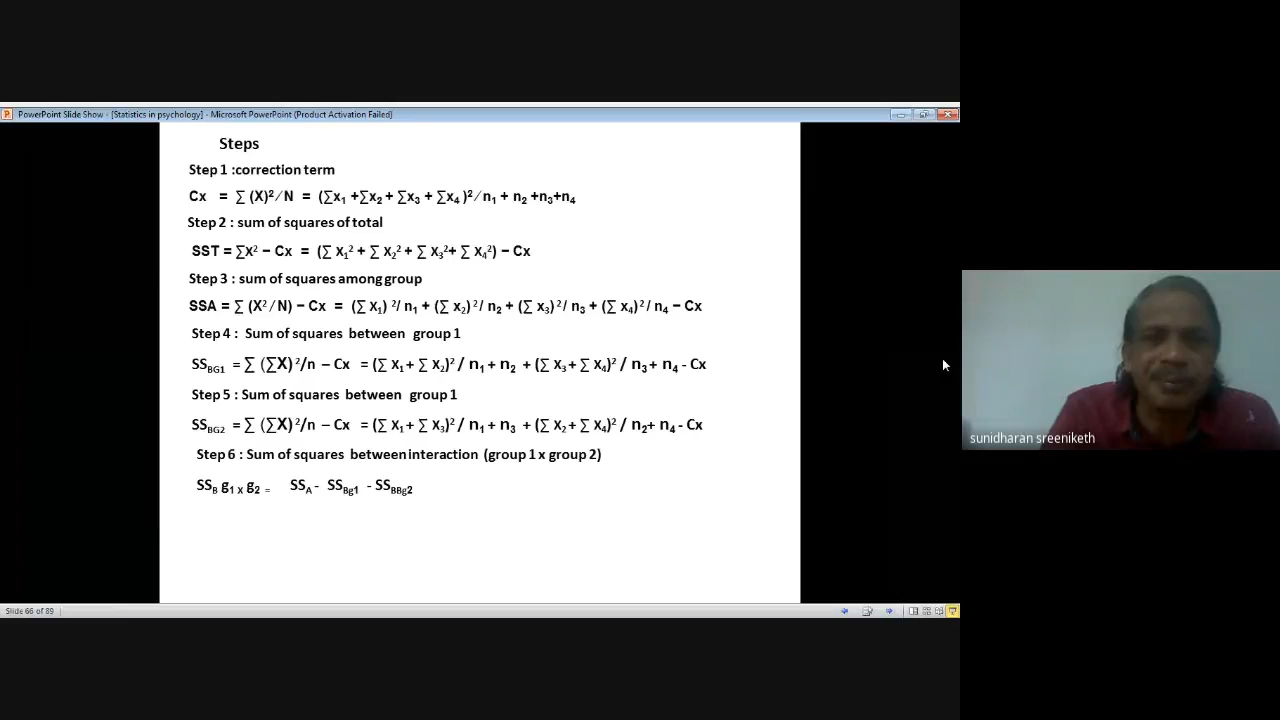 PowerPoint Slide Show - [Statistics in psychology] - Microsoft PowerPoint (Product Activation Failed)
Steps
Step 1 :correction term
Cx = ∑ (X)² ∕ N = (∑x₁ +∑x₂ + ∑x₃ + ∑x₄ )² ∕ n₁ + n₂ +n₃+n₄
Step 2 : sum of squares of total
SST = ∑X² − Cx = (∑ X₁² + ∑ X₂² + ∑ X₃²+ ∑ X₄²) − Cx
Step 3 : sum of squares among group
SSA = ∑ (X² ∕ N) − Cx = (∑ X₁) ²/ n₁ + (∑ x₂) ²/ n₂ + (∑ x₃) ²/ n₃ + (∑ x₄) ²/ n₄ − Cx
Step 4 : Sum of squares between group 1
SS_BG1 = ∑ (∑X) ²/n − Cx = (∑ X₁ + ∑ X₂)² / n₁ + n₂ + (∑ X₃ + ∑ X₄)² / n₃ + n₄ - Cx
Step 5 : Sum of squares between group 1
SS_BG2 = ∑ (∑X) ²/n − Cx = (∑ X₁ + ∑ X₃)² / n₁ + n₃ + (∑ X₂ + ∑ X₄)² / n₂+ n₄ - Cx
Step 6 : Sum of squares between interaction (group 1 x group 2)
SS_B g₁ ₓ g₂ ₌ SS_A - SS_Bg1 - SS_BBg2
sunidharan sreeniketh
Slide 66 of 89